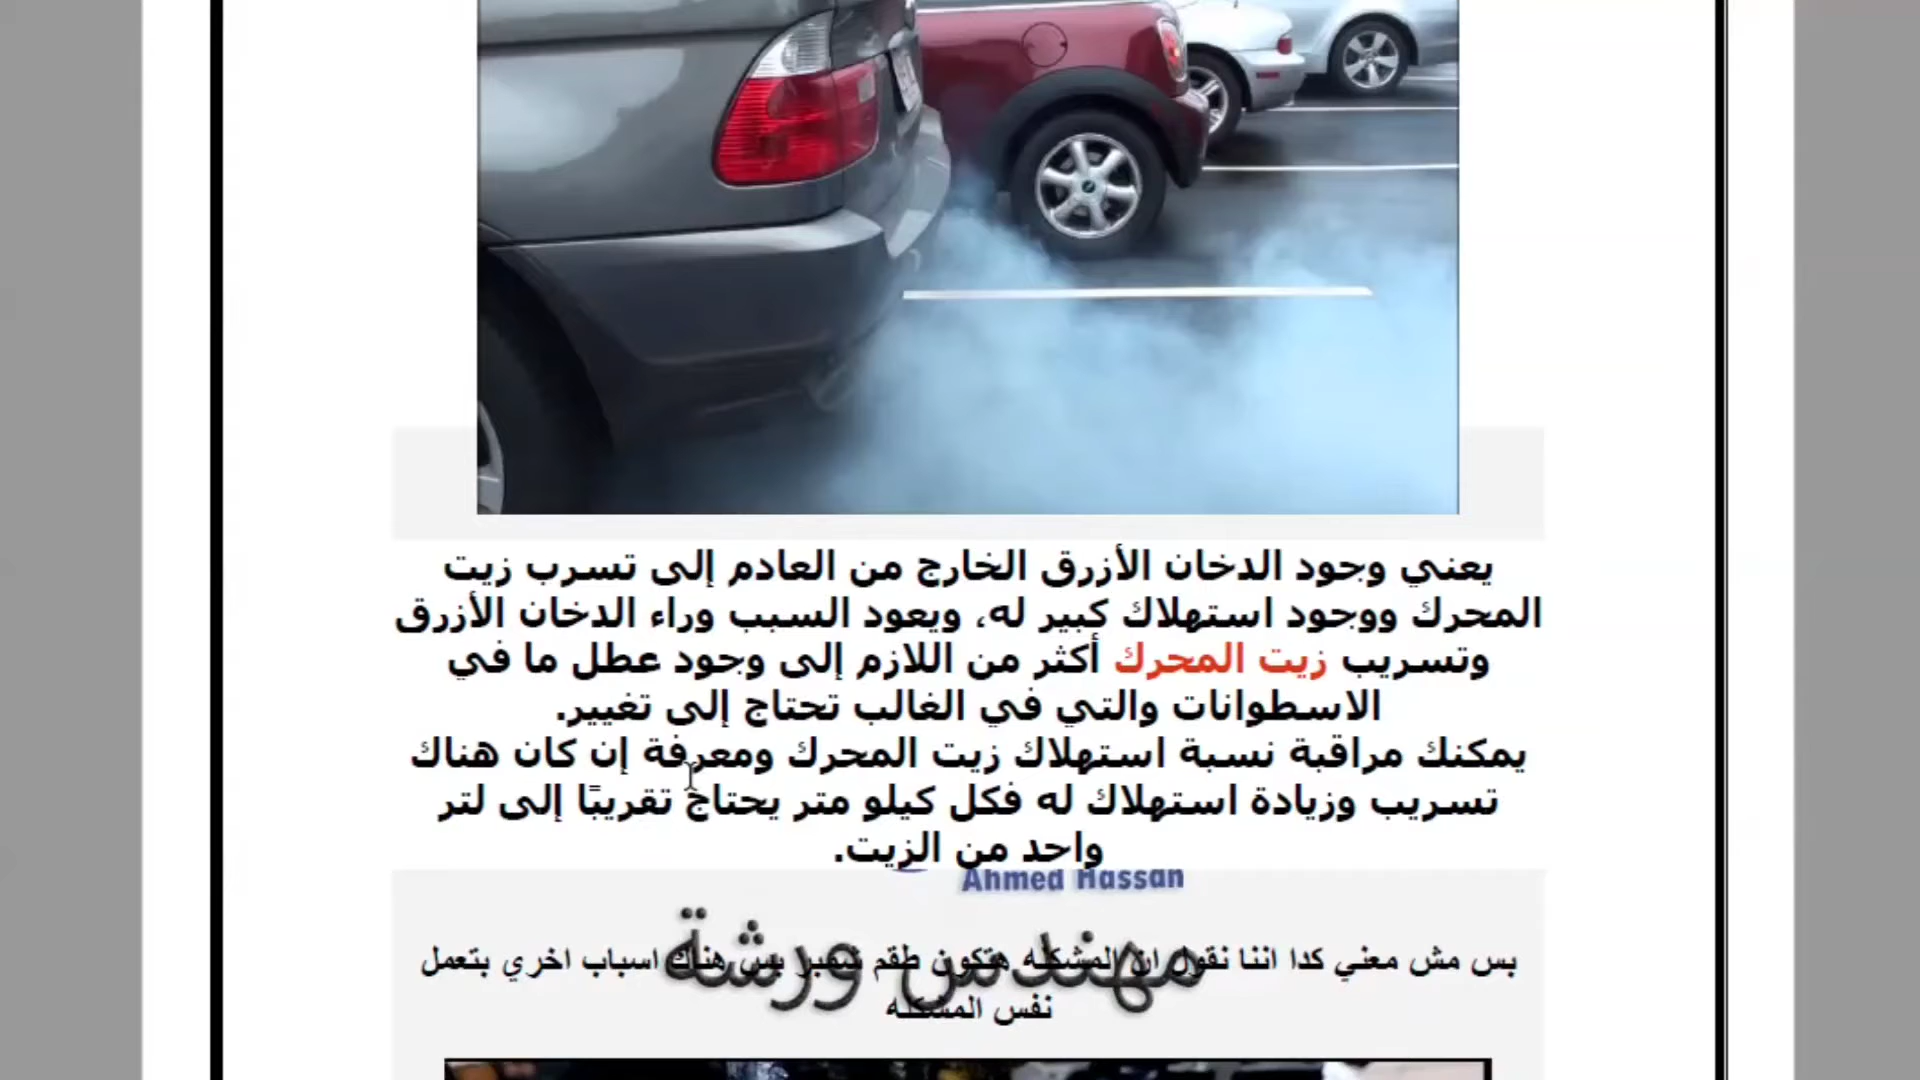 يعني وجود الدخان الأزرق الخارج من العادم إلى تسرب زيت
المحرك ووجود استهلاك كبير له، ويعود السبب وراء الدخان الأزرق
وتسريب زيت المحرك أكثر من اللازم إلى وجود عطل ما في
الاسطوانات والتي في الغالب تحتاج إلى تغيير.
يمكنك مراقبة نسبة استهلاك زيت المحرك ومعرفة إن كان هناك
تسريب وزيادة استهلاك له فكل كيلو متر يحتاج تقريبًا إلى لتر
واحد من الزيت.
Ahmed Hassan
مهندس ورشة
بس مش معني كدا اننا نقول ان المشكله هتكون طقم شمبر بس هناك اسباب اخري بتعمل
نفس المشكله